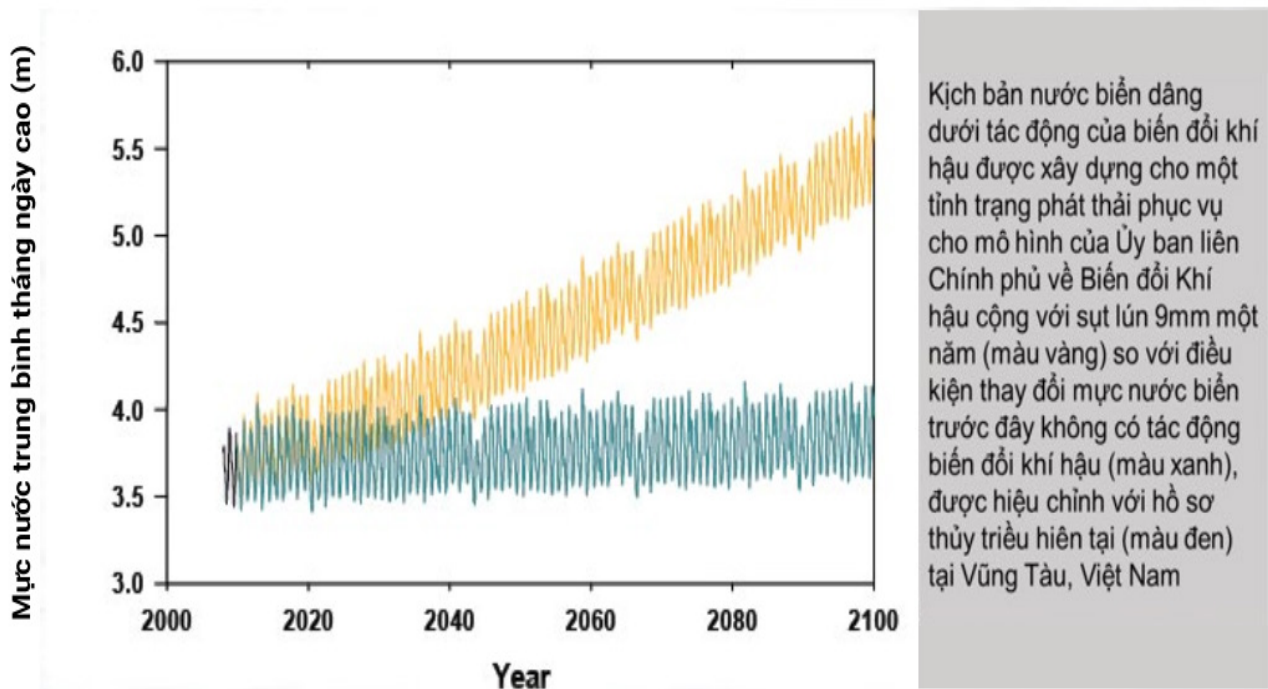 Mực nước trung bình tháng ngày cao (m)
6.0
5.5
5.0
4.5
4.0
3.5
3.0
2000 2020 2040 2060 2080 2100
Year
Kịch bản nước biển dâng
dưới tác động của biến đổi khí
hậu được xây dựng cho một
tỉnh trạng phát thải phục vụ
cho mô hình của Ủy ban liên
Chính phủ về Biến đổi Khí
hậu cộng với sụt lún 9mm một
năm (màu vàng) so với điều
kiện thay đổi mực nước biển
trước đây không có tác động
biến đổi khí hậu (màu xanh),
được hiệu chỉnh với hồ sơ
thủy triều hiện tại (màu đen)
tại Vũng Tàu, Việt Nam